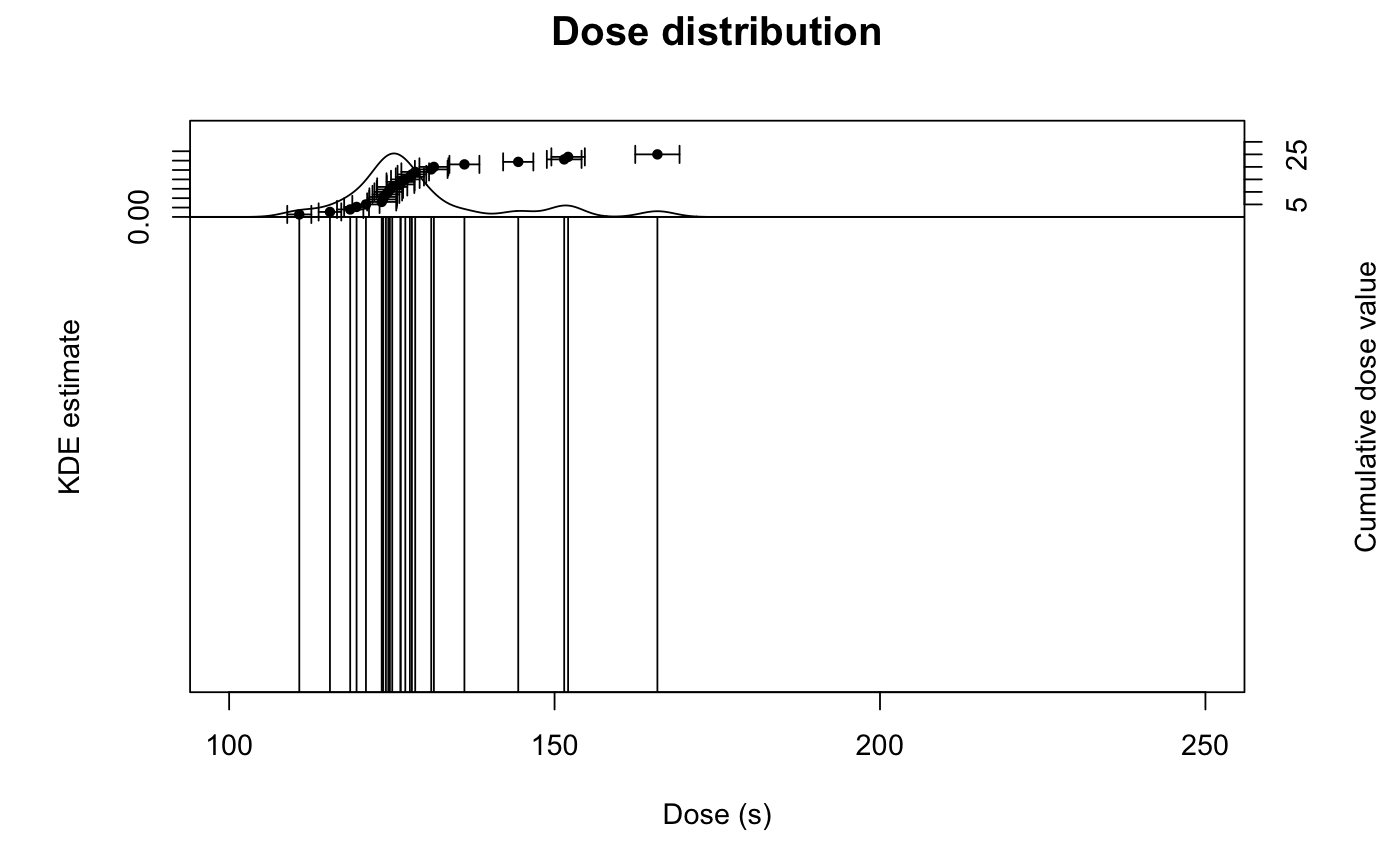 Dose distribution
0.00
5
25
KDE estimate
Cumulative dose value
100 150 200 250
Dose (s)